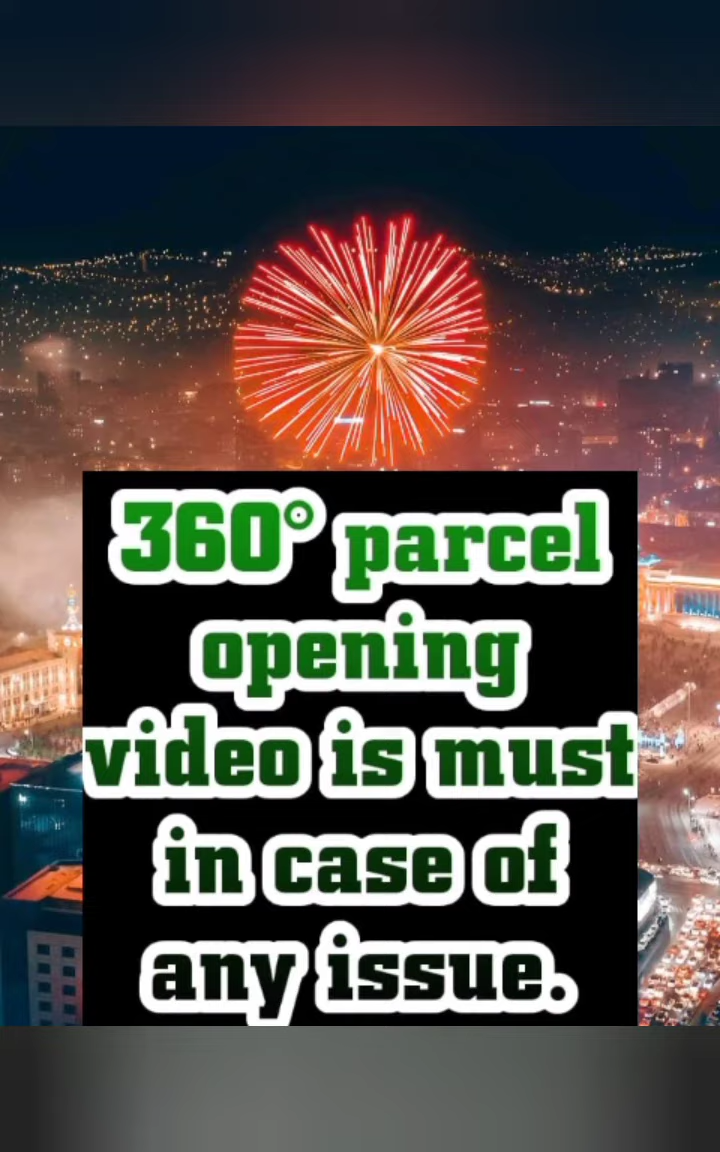 360° parcel
opening
video is must
in case of
any issue.